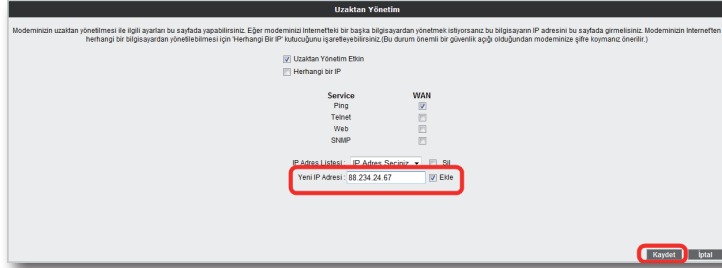 Uzaktan Yönetim
Modeminizin uzaktan yönetilmesi ile ilgili ayarları bu sayfada yapabilirsiniz. Eğer modeminizi Internet'teki bir başka bilgisayardan yönetmek istiyorsanız bu bilgisayarın IP adresini bu sayfada girmelisiniz. Modeminizin Internet'ten
herhangi bir bilgisayardan yönetilebilmesi için 'Herhangi Bir IP' kutucuğunu işaretleyebilirsiniz.(Bu durum önemli bir güvenlik açığı olduğundan modeminize şifre koymanız önerilir.)
Uzaktan Yönetim Etkin
Herhangi bir IP
Service WAN
Ping
Telnet
Web
SNMP
IP Adres Listesi : IP Adres Seçiniz Sil
Yeni IP Adresi : 88.234.24.67 Ekle
Kaydet İptal